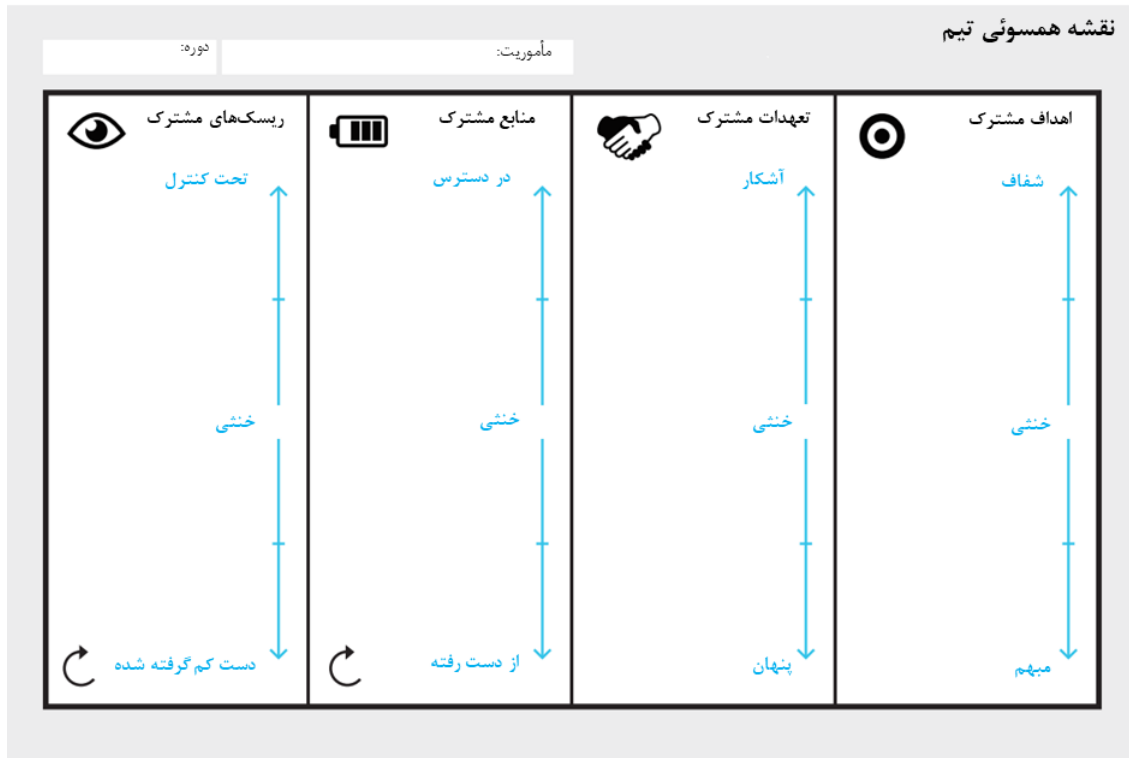 نقشه همسوئی تیم
مأموریت:
دوره:
اهداف مشترک
شفاف
خنثی
مبهم
تعهدات مشترک
آشکار
خنثی
پنهان
منابع مشترک
در دسترس
خنثی
از دست رفته
ریسک‌های مشترک
تحت کنترل
خنثی
دست کم گرفته شده